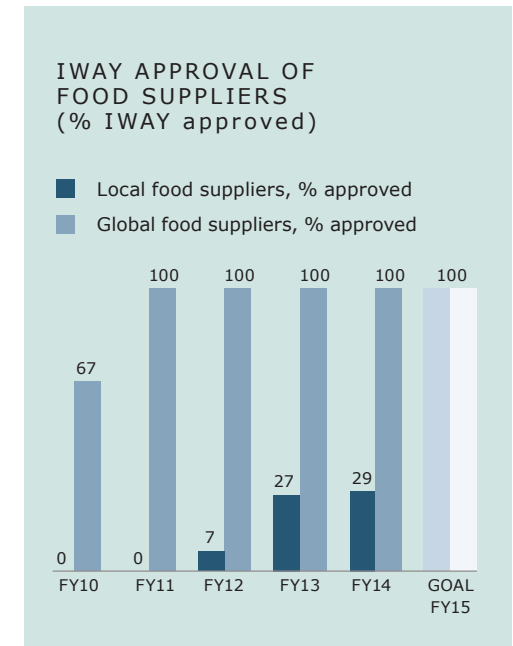 IWAY APPROVAL OF
FOOD SUPPLIERS
(% IWAY approved)
Local food suppliers, % approved
Global food suppliers, % approved
100 100 100 100 100
67
27 29
7
0 0
FY10 FY11 FY12 FY13 FY14 GOAL
FY15